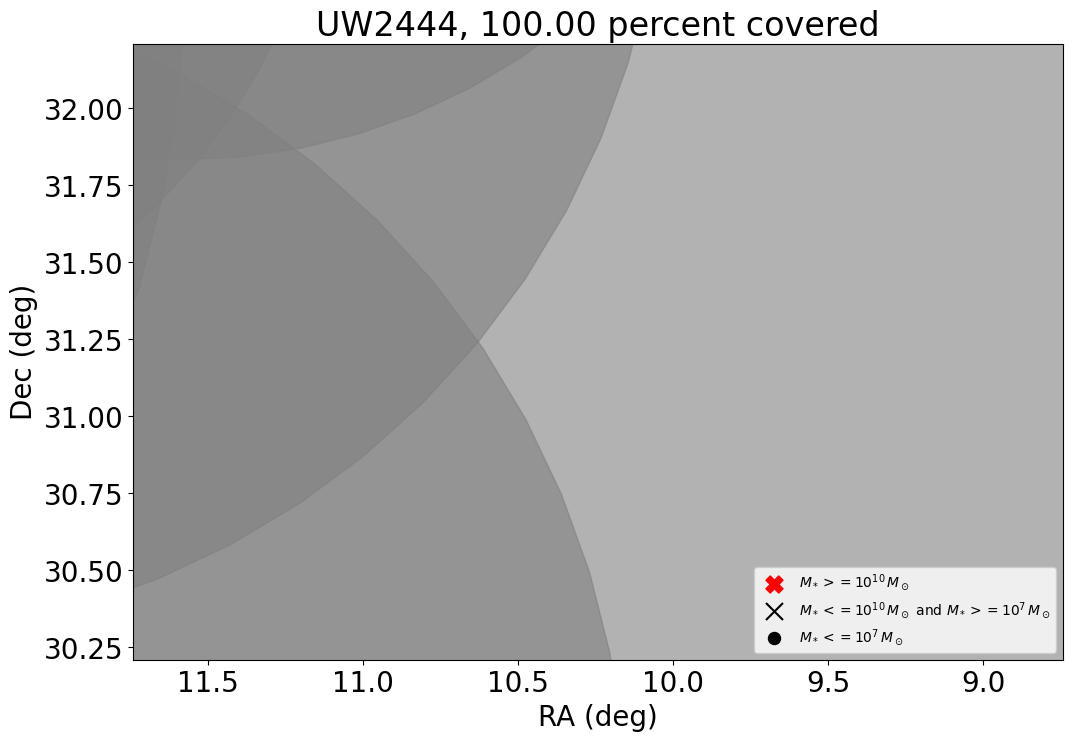 UW2444, 100.00 percent covered
Dec (deg)
32.00
31.75
31.50
31.25
31.00
30.75
30.50
30.25
$M_* >= 10^{10} M_\odot$
$M_* <= 10^{10} M_\odot$ and $M_* >= 10^7 M_\odot$
$M_* <= 10^7 M_\odot$
11.5 11.0 10.5 10.0 9.5 9.0
RA (deg)